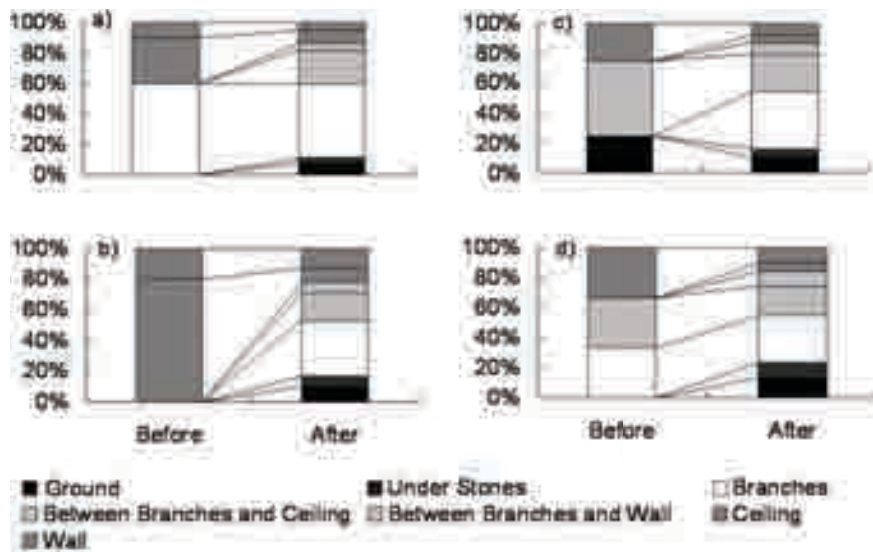 100% a)
80%
60%
40%
20%
0%
100% c)
80%
60%
40%
20%
0%
100% b)
80%
60%
40%
20%
0%
Before After
100% d)
80%
60%
40%
20%
0%
Before After
Ground Under Stones Branches
Between Branches and Ceiling Between Branches and Wall Ceiling
Wall